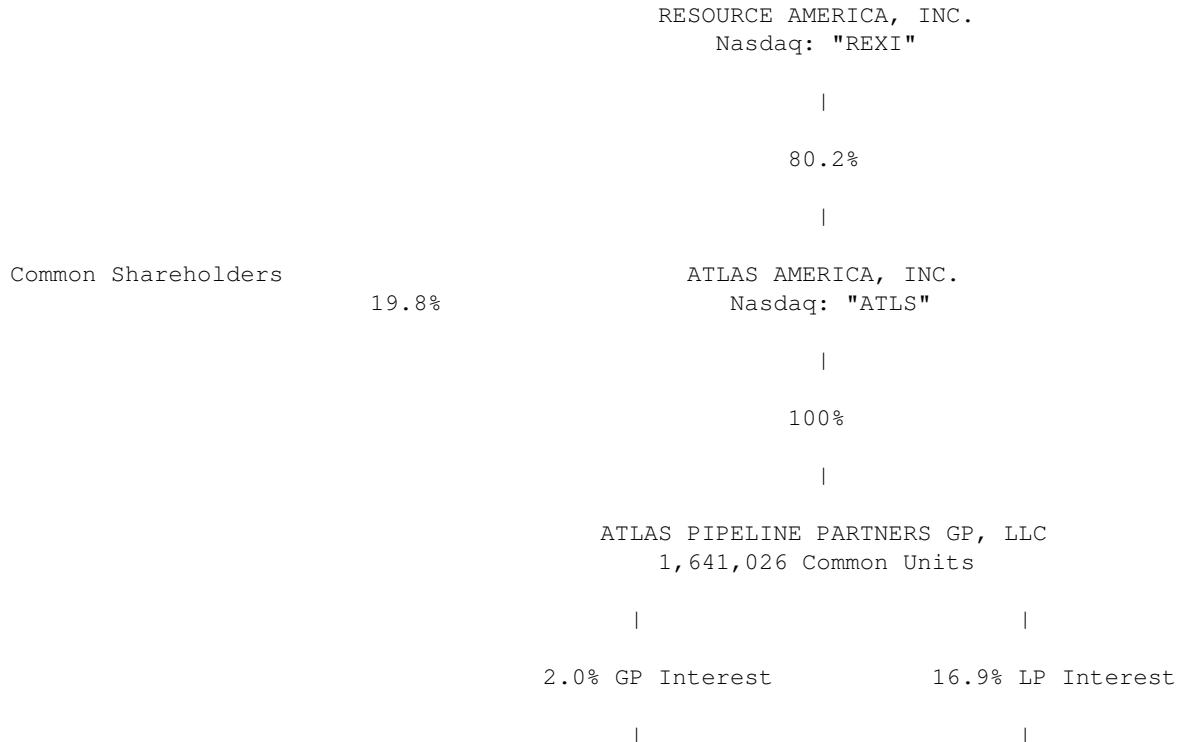 RESOURCE AMERICA, INC.
Nasdaq: "REXI"
|
80.2%
|
Common Shareholders ATLAS AMERICA, INC.
19.8% Nasdaq: "ATLS"
|
100%
|
ATLAS PIPELINE PARTNERS GP, LLC
1,641,026 Common Units
| |
2.0% GP Interest 16.9% LP Interest
| |